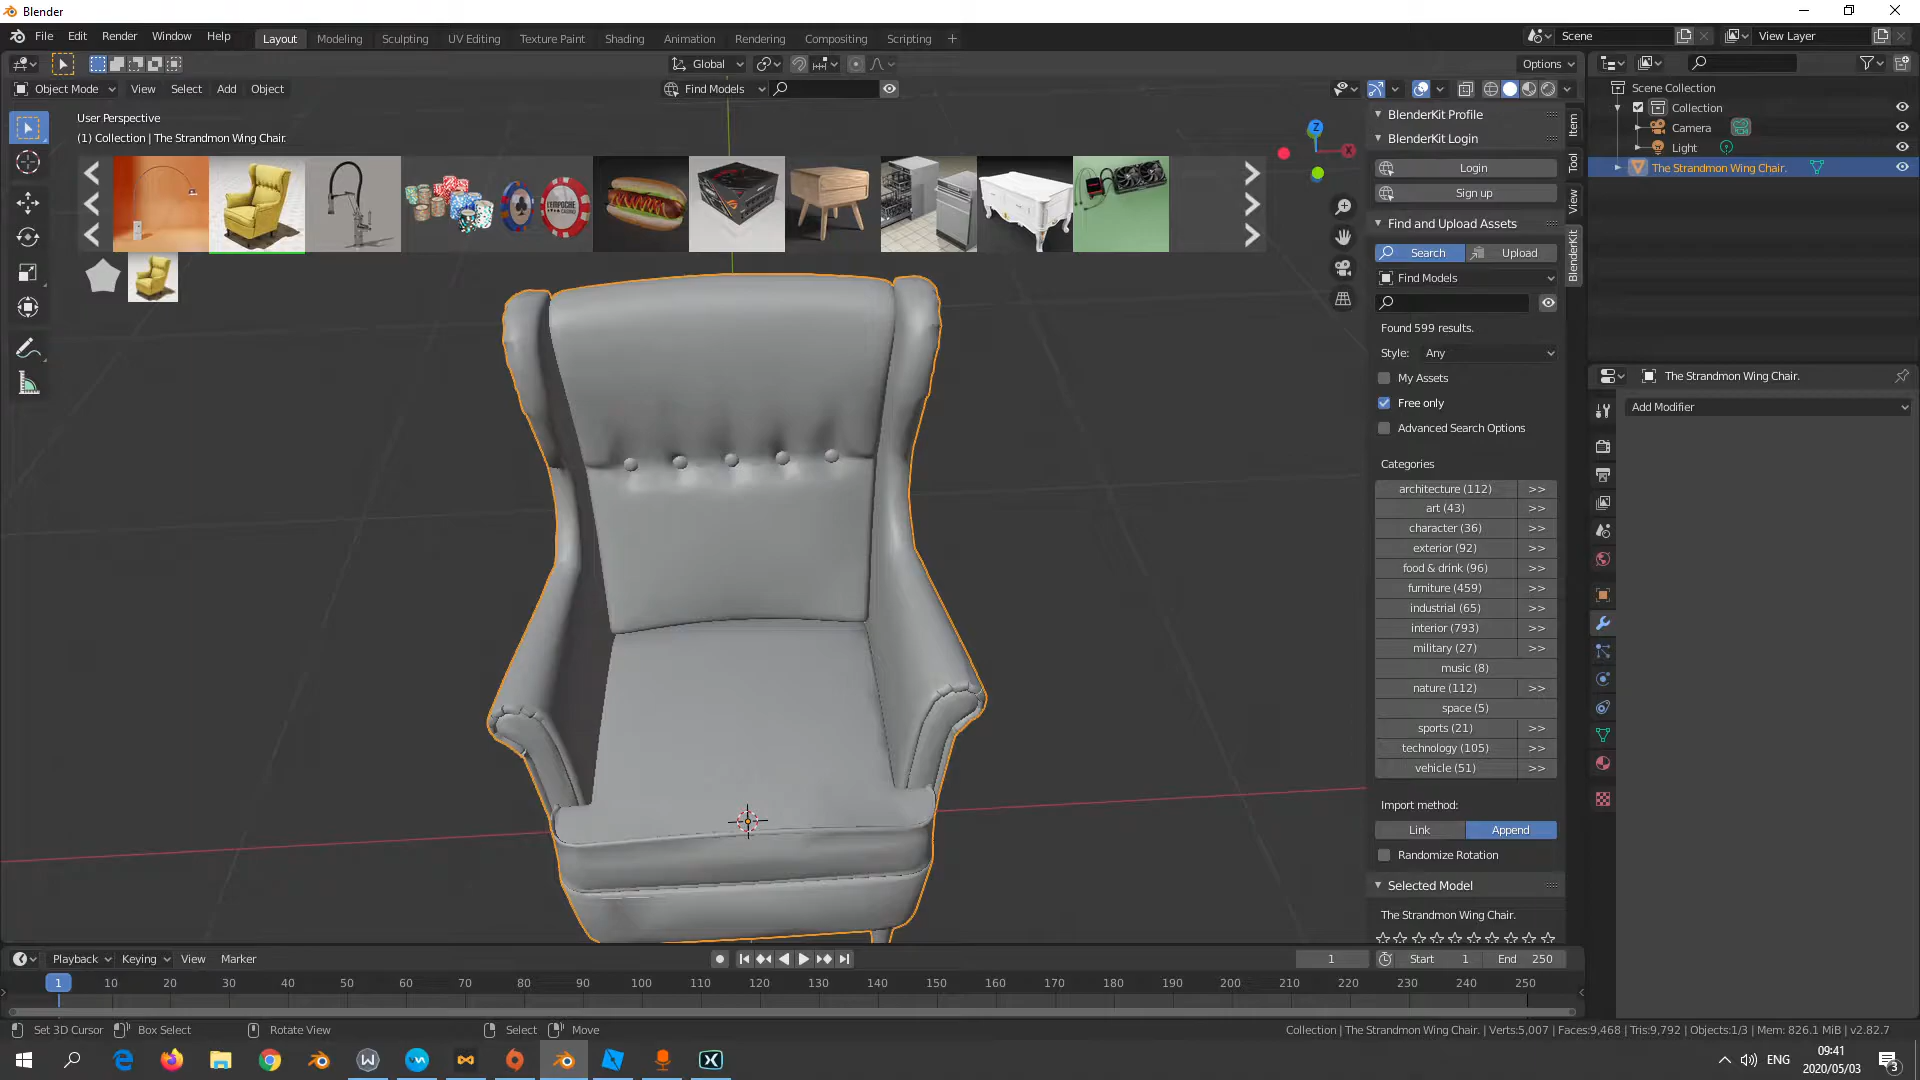 Blender
File Edit Render Window Help Layout Modeling Sculpting UV Editing Texture Paint Shading Animation Rendering Compositing Scripting + Scene View Layer
Global Options
Object Mode View Select Add Object Find Models
User Perspective
(1) Collection | The Strandmon Wing Chair.
Z
X
BlenderKit Profile
BlenderKit Login
Login
Sign up
Find and Upload Assets
Search Upload
Find Models
Found 599 results.
Style: Any
My Assets
Free only
Advanced Search Options
Categories
architecture (112) >>
art (43) >>
character (36) >>
exterior (92) >>
food & drink (96) >>
furniture (459) >>
industrial (65) >>
interior (793) >>
military (27) >>
music (8)
nature (112) >>
space (5)
sports (21) >>
technology (105) >>
vehicle (51) >>
Import method:
Link Append
Randomize Rotation
Selected Model
The Strandmon Wing Chair.
Item
Tool
View
BlenderKit
Scene Collection
Collection
Camera
Light
The Strandmon Wing Chair.
The Strandmon Wing Chair.
Add Modifier
Playback Keying View Marker 1 Start 1 End 250
1 10 20 30 40 50 60 70 80 90 100 110 120 130 140 150 160 170 180 190 200 210 220 230 240 250
Set 3D Cursor Box Select Rotate View Select Move Collection | The Strandmon Wing Chair. | Verts:5,007 | Faces:9,468 | Tris:9,792 | Objects:1/3 | Mem: 826.1 MiB | v2.82.7
ENG
09:41
2020/05/03
3